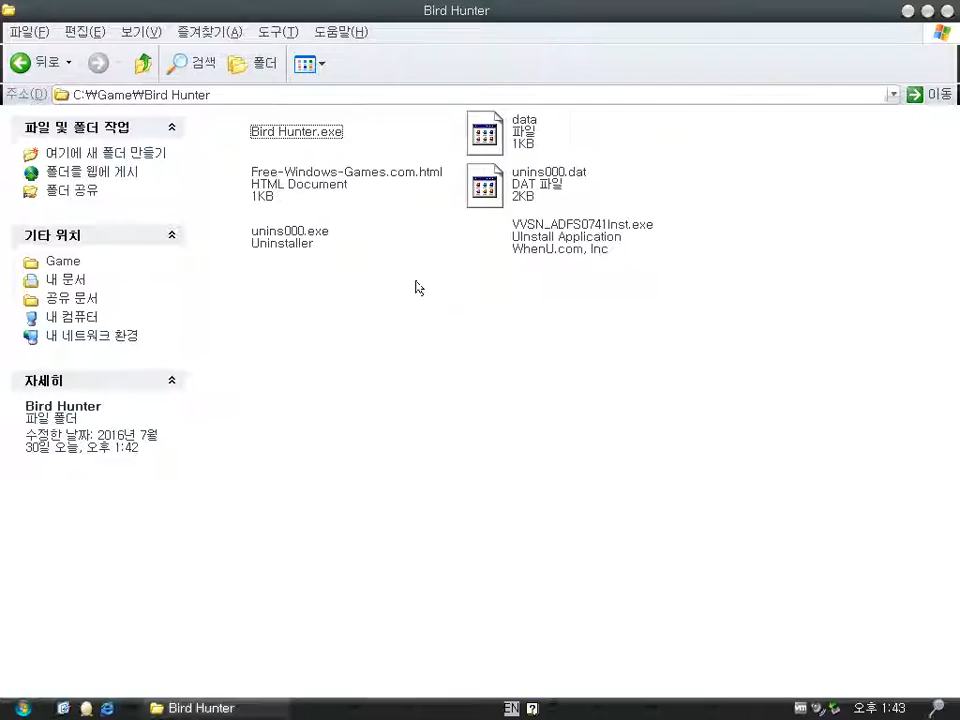 Bird Hunter
파일(F) 편집(E) 보기(V) 즐겨찾기(A) 도구(T) 도움말(H)
뒤로 검색 폴더
주소(D) C:₩Game₩Bird Hunter 이동
파일 및 폴더 작업
여기에 새 폴더 만들기
폴더를 웹에 게시
폴더 공유
기타 위치
Game
내 문서
공유 문서
내 컴퓨터
내 네트워크 환경
자세히
Bird Hunter
파일 폴더
수정한 날짜: 2016년 7월
30일 오늘, 오후 1:42
Bird Hunter.exe
data
파일
1KB
Free-Windows-Games.com.html
HTML Document
1KB
unins000.dat
DAT 파일
2KB
unins000.exe
Uninstaller
VVSN_ADFS0741Inst.exe
UInstall Application
WhenU.com, Inc
Bird Hunter
EN
오후 1:43